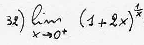 32) lim x→0⁺ (1+2x)^{1/x}